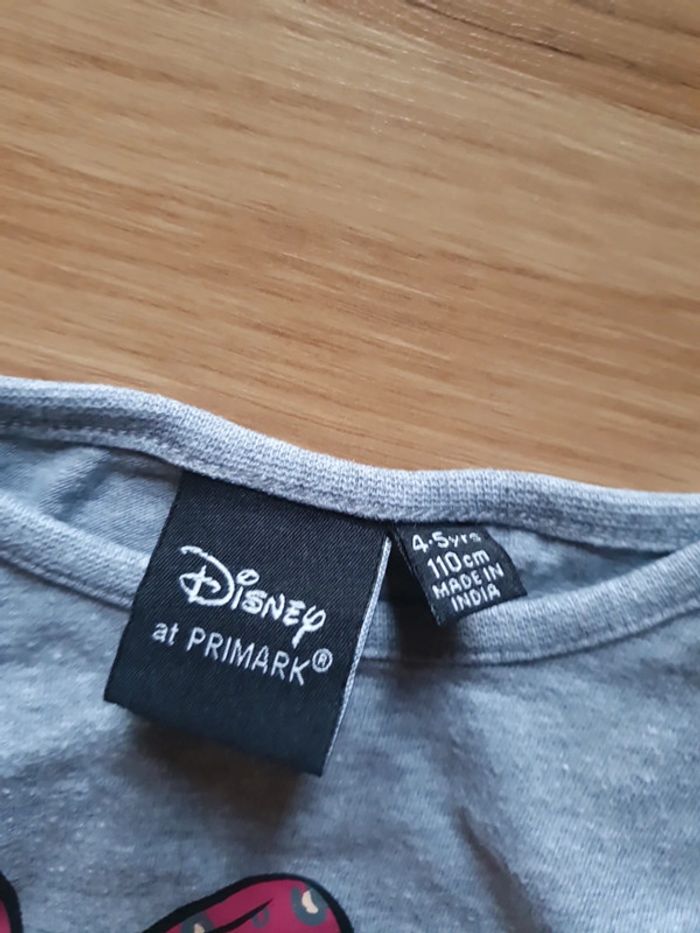 Disney
at PRIMARK®
4-5yrs
110cm
MADE IN
INDIA